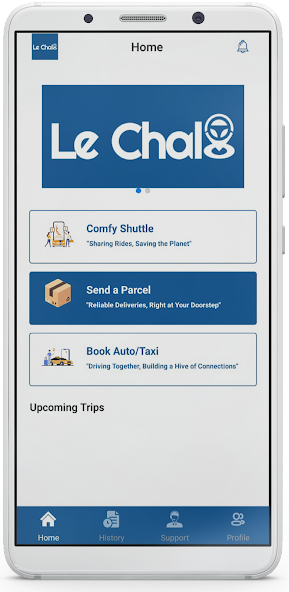 Le Chalo
Home
Le Chalo
Comfy Shuttle
"Sharing Rides, Saving the Planet"
Send a Parcel
"Reliable Deliveries, Right at Your Doorstep"
Book Auto/Taxi
"Driving Together, Building a Hive of Connections"
Upcoming Trips
Home
History
Support
Profile